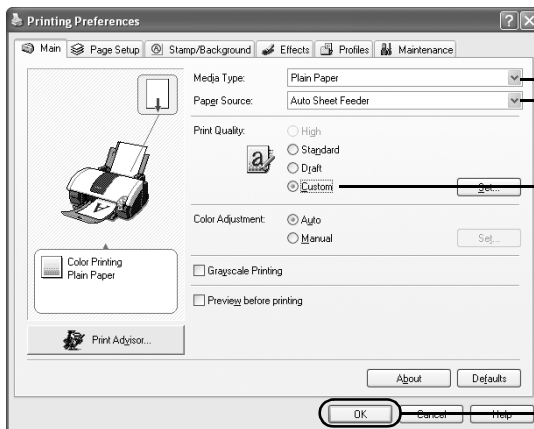 Printing Preferences
Main Page Setup Stamp/Background Effects Profiles Maintenance
Media Type: Plain Paper
Paper Source: Auto Sheet Feeder
Print Quality: High
Standard
Draft
Custom Set...
Color Adjustment: Auto
Manual Set...
Color Printing
Plain Paper
Grayscale Printing
Preview before printing
Print Advisor...
About Defaults
OK Cancel Help